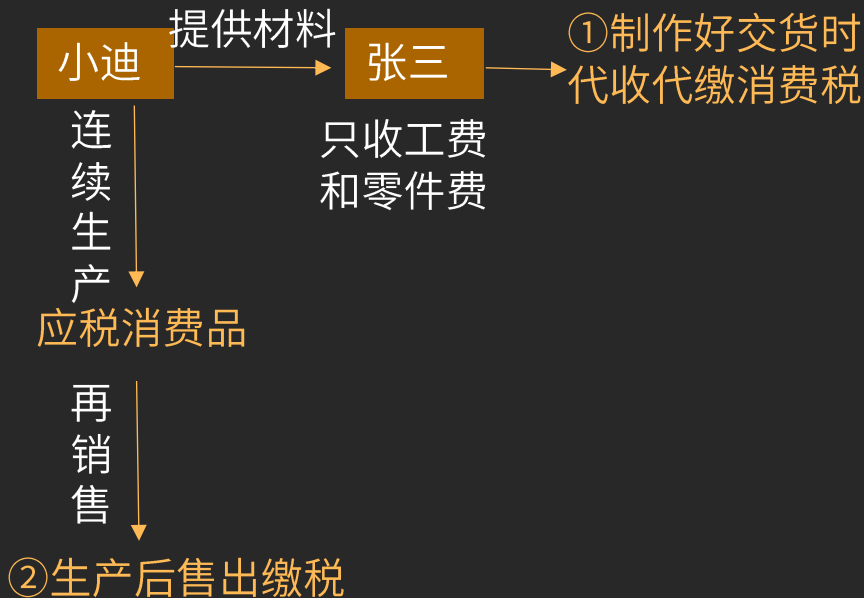 小迪
提供材料
张三
①制作好交货时
代收代缴消费税
只收工费
和零件费
连续生产
应税消费品
再销售
②生产后售出缴税